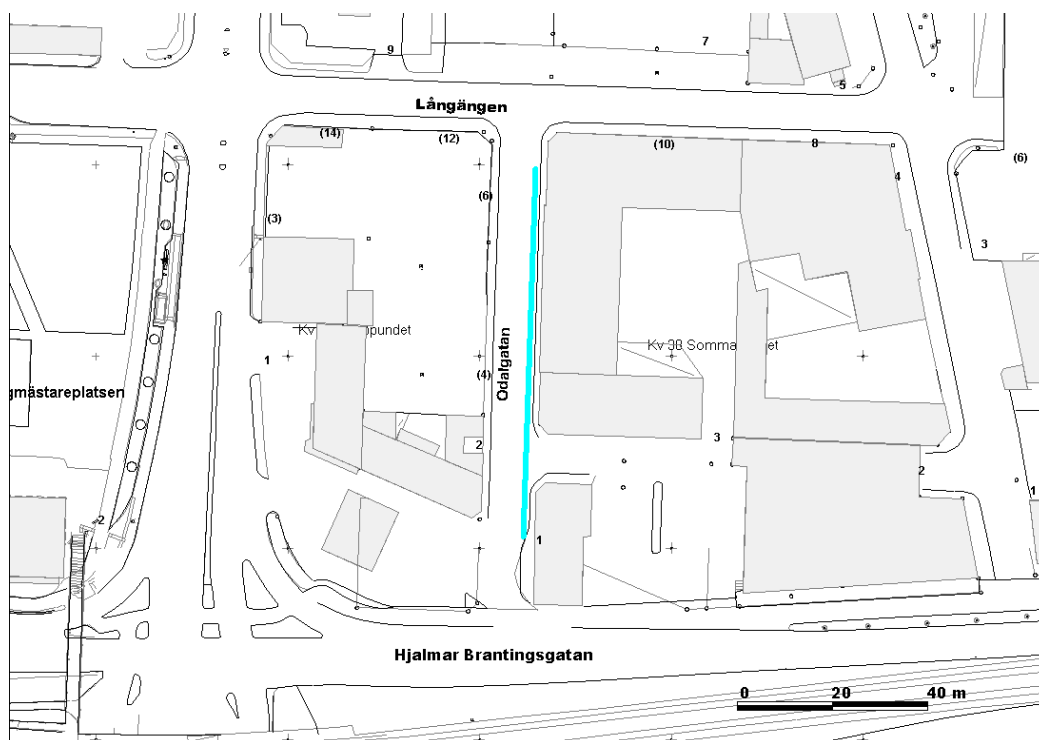 9
7
5
Långängen
(14)
(12)
(10)
8
(6)
(6)
4
(3)
3
Odalgatan
Kv
pundet
Kv 30 Somma
et
1
(4)
gmästareplatsen
2
3
2
2
1
1
Hjalmar Brantingsgatan
0 20 40 m